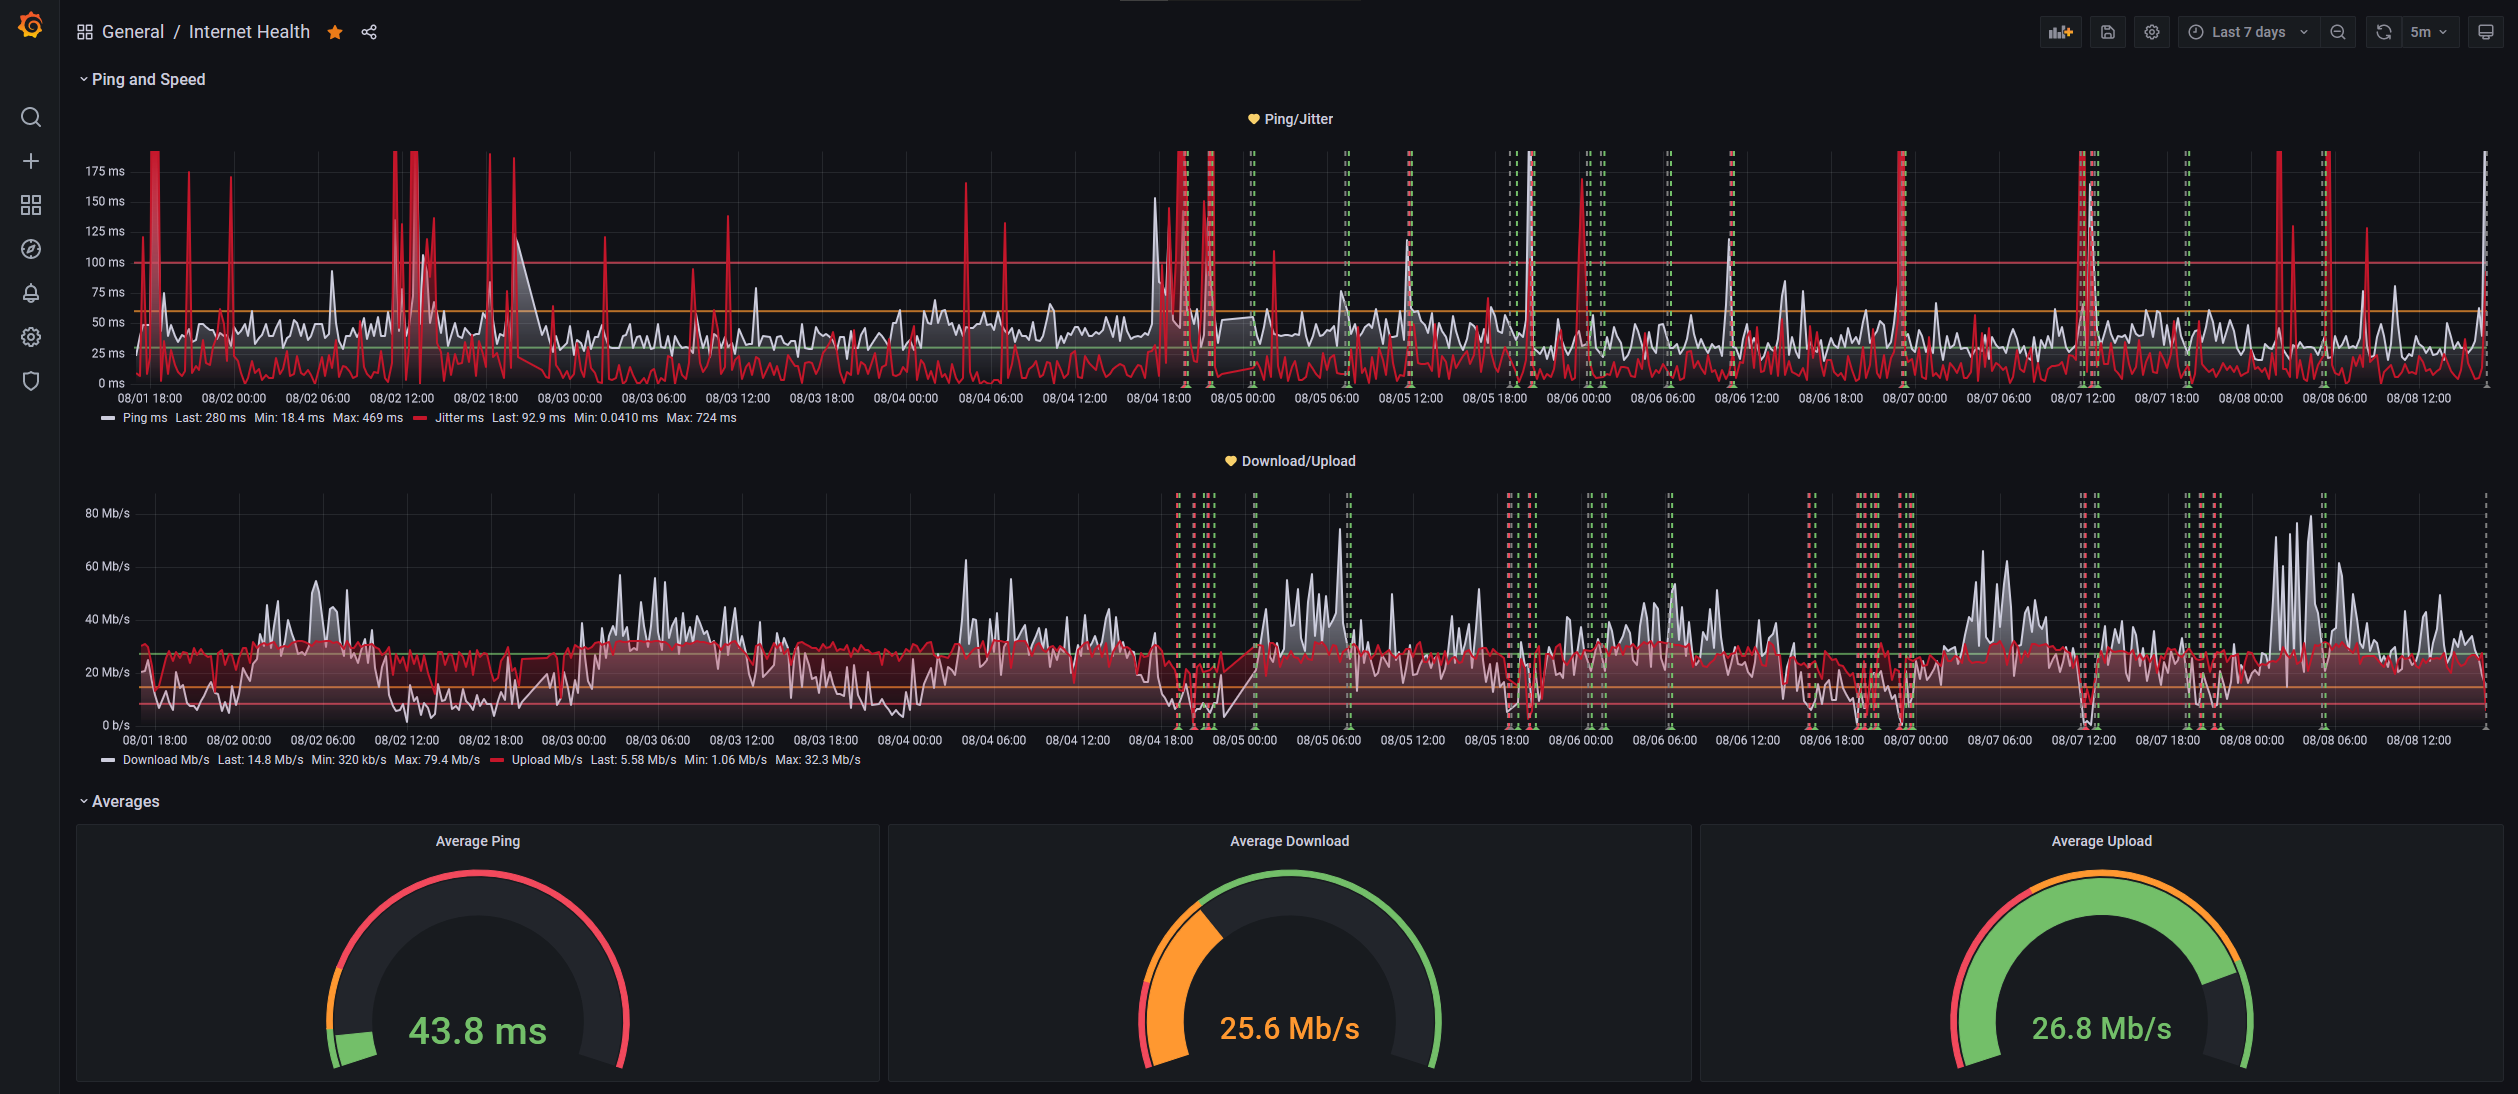 General / Internet Health
Last 7 days
5m
Ping and Speed
Ping/Jitter
175 ms
150 ms
125 ms
100 ms
75 ms
50 ms
25 ms
0 ms
08/01 18:00 08/02 00:00 08/02 06:00 08/02 12:00 08/02 18:00 08/03 00:00 08/03 06:00 08/03 12:00 08/03 18:00 08/04 00:00 08/04 06:00 08/04 12:00 08/04 18:00 08/05 00:00 08/05 06:00 08/05 12:00 08/05 18:00 08/06 00:00 08/06 06:00 08/06 12:00 08/06 18:00 08/07 00:00 08/07 06:00 08/07 12:00 08/07 18:00 08/08 00:00 08/08 06:00 08/08 12:00
Ping ms Last: 280 ms Min: 18.4 ms Max: 469 ms Jitter ms Last: 92.9 ms Min: 0.0410 ms Max: 724 ms
Download/Upload
80 Mb/s
60 Mb/s
40 Mb/s
20 Mb/s
0 b/s
08/01 18:00 08/02 00:00 08/02 06:00 08/02 12:00 08/02 18:00 08/03 00:00 08/03 06:00 08/03 12:00 08/03 18:00 08/04 00:00 08/04 06:00 08/04 12:00 08/04 18:00 08/05 00:00 08/05 06:00 08/05 12:00 08/05 18:00 08/06 00:00 08/06 06:00 08/06 12:00 08/06 18:00 08/07 00:00 08/07 06:00 08/07 12:00 08/07 18:00 08/08 00:00 08/08 06:00 08/08 12:00
Download Mb/s Last: 14.8 Mb/s Min: 320 kb/s Max: 79.4 Mb/s Upload Mb/s Last: 5.58 Mb/s Min: 1.06 Mb/s Max: 32.3 Mb/s
Averages
Average Ping
43.8 ms
Average Download
25.6 Mb/s
Average Upload
26.8 Mb/s